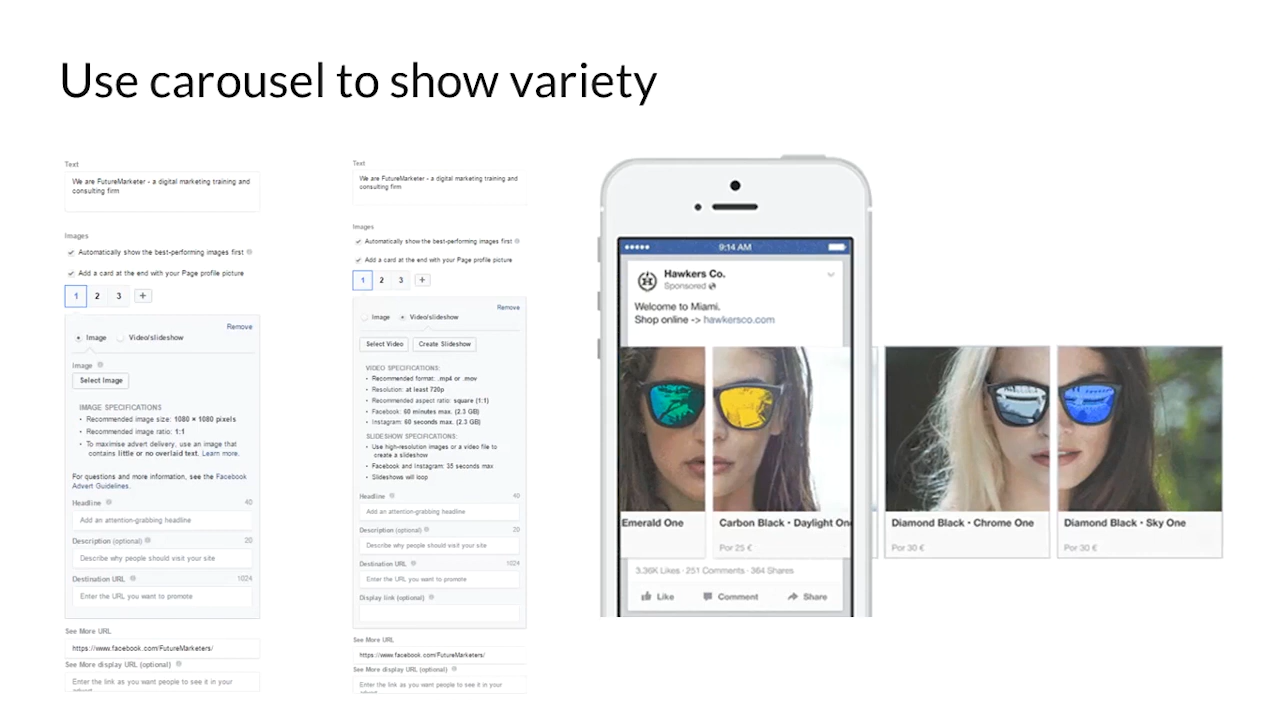 Use carousel to show variety
Text
We are FutureMarketer - a digital marketing training and
consulting firm
Images
Automatically show the best-performing images first
Add a card at the end with your Page profile picture
1 2 3 +
Remove
Image Video/slideshow
Image
Select Image
IMAGE SPECIFICATIONS
• Recommended image size: 1080 × 1080 pixels
• Recommended image ratio: 1:1
• To maximise advert delivery, use an image that
contains little or no overlaid text. Learn more.
For questions and more information, see the Facebook
Advert Guidelines.
Headline 40
Add an attention-grabbing headline
Description (optional) 20
Describe why people should visit your site
Destination URL 1024
Enter the URL you want to promote
See More URL
https://www.facebook.com/FutureMarketers/
See More display URL (optional)
Enter the link as you want people to see it in your
advert
Text
We are FutureMarketer - a digital marketing training and
consulting firm
Images
Automatically show the best-performing images first
Add a card at the end with your Page profile picture
1 2 3 +
Remove
Image Video/slideshow
Select Video Create Slideshow
VIDEO SPECIFICATIONS:
• Recommended format: .mp4 or .mov
• Resolution: at least 720p
• Recommended aspect ratio: square (1:1)
• Facebook: 60 minutes max. (2.3 GB)
• Instagram: 60 seconds max. (2.3 GB)
SLIDESHOW SPECIFICATIONS:
• Use high-resolution images or a video file to
create a slideshow
• Facebook and Instagram: 35 seconds max
• Slideshows will loop
Headline 40
Add an attention-grabbing headline
Description (optional) 20
Describe why people should visit your site
Destination URL 1024
Enter the URL you want to promote
Display link (optional)
See More URL
https://www.facebook.com/FutureMarketers/
See More display URL (optional)
Enter the link as you want people to see it in your
advert
9:14 AM
Hawkers Co.
Sponsored
Welcome to Miami.
Shop online -> hawkersco.com
Emerald One
Carbon Black • Daylight On
Por 25 €
Diamond Black • Chrome One
Por 30 €
Diamond Black • Sky One
Por 30 €
3.36K Likes · 251 Comments · 364 Shares
Like Comment Share